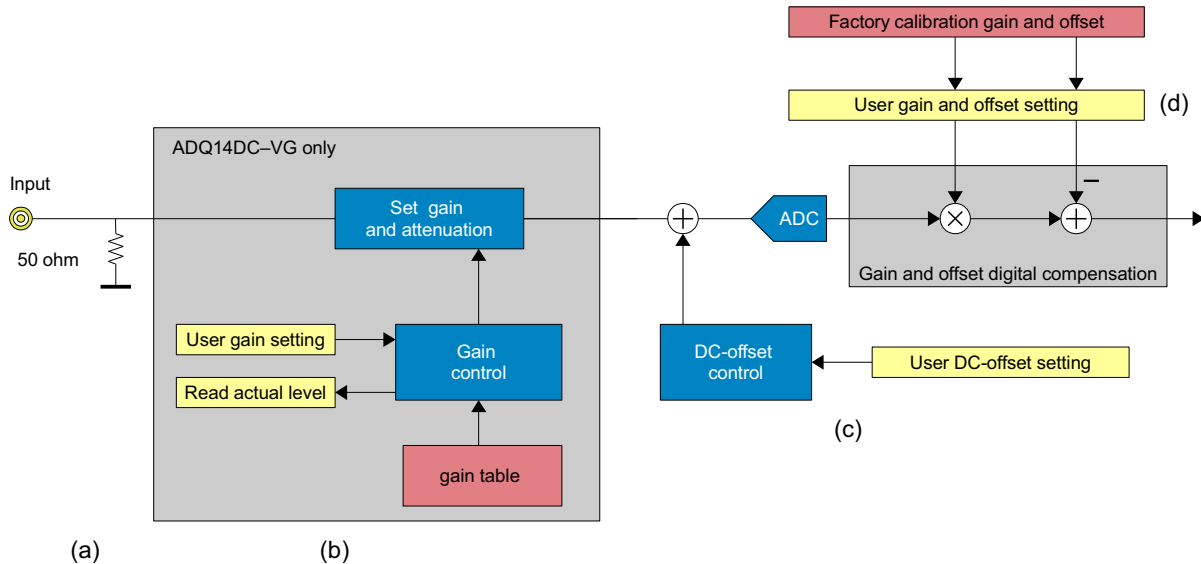 Factory calibration gain and offset
User gain and offset setting
(d)
ADQ14DC–VG only
Input
Set gain
and attenuation
50 ohm
ADC
Gain and offset digital compensation
User gain setting
Gain
control
Read actual level
DC-offset
control
User DC-offset setting
(c)
gain table
(a)
(b)